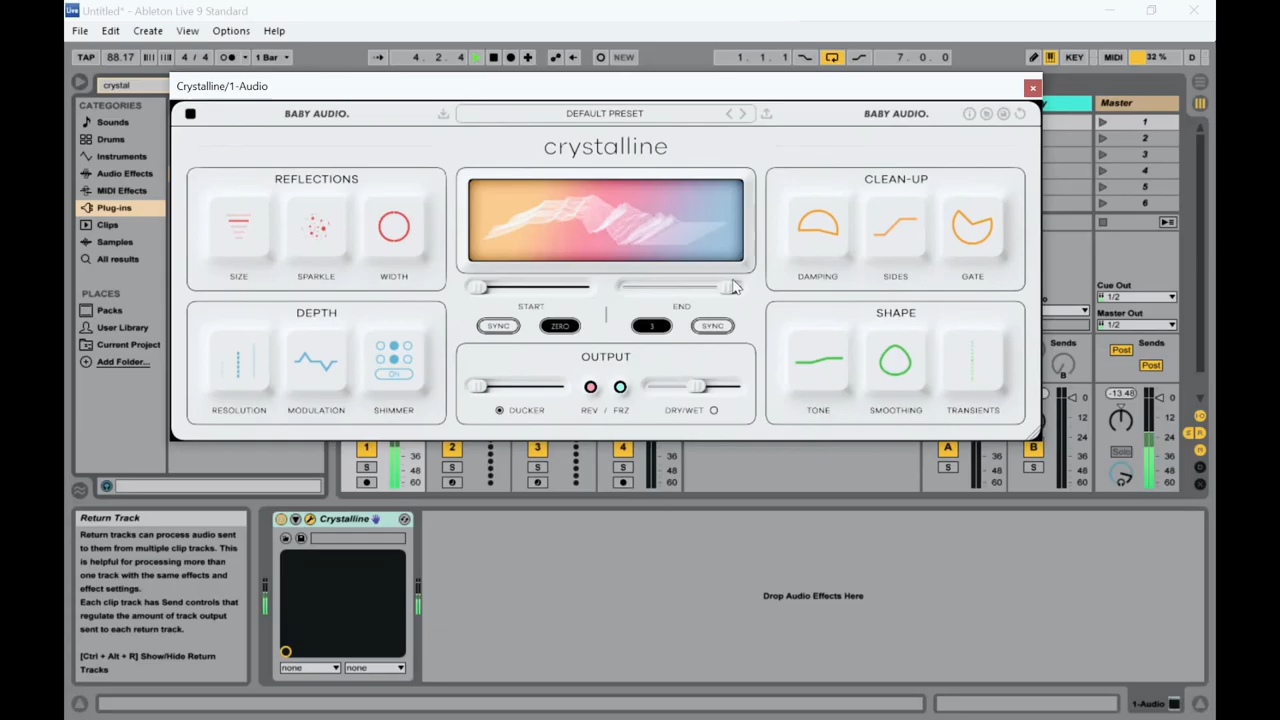 Untitled* - Ableton Live 9 Standard
File Edit Create View Options Help
TAP 88.17 4 / 4 1 Bar 4. 2. 4 NEW 1. 1. 1 7. 0. 0 KEY MIDI 32 % D
crystal
Crystalline/1-Audio
CATEGORIES
Sounds
Drums
Instruments
Audio Effects
MIDI Effects
Plug-ins
Clips
Samples
All results
PLACES
Packs
User Library
Current Project
Add Folder...
BABY AUDIO. DEFAULT PRESET BABY AUDIO.
crystalline
REFLECTIONS
SIZE SPARKLE WIDTH
DEPTH
ON
RESOLUTION MODULATION SHIMMER
START END
SYNC ZERO 3 SYNC
OUTPUT
DUCKER REV / FRZ DRY/WET
CLEAN-UP
DAMPING SIDES GATE
SHAPE
TONE SMOOTHING TRANSIENTS
Master
1
2
3
4
5
6
Cue Out
1/2
Master Out
1/2
Sends Sends
Post
Post
B
-13.48
0
12
24
36
48
60
Solo
1 2 3 4 A B
S S S S S S
36 48 60
Return Track
Return tracks can process audio sent
to them from multiple clip tracks. This
is helpful for processing more than
one track with the same effects and
effect settings.
Each clip track has Send controls that
regulate the amount of track output
sent to each return track.
[Ctrl + Alt + R] Show/Hide Return
Tracks
Crystalline
none none
Drop Audio Effects Here
1-Audio